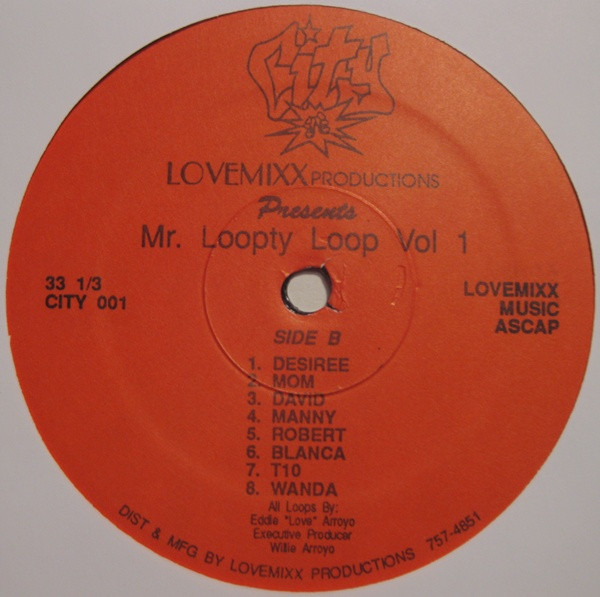 City
LOVEMIXX PRODUCTIONS
Presents
Mr. Loopty Loop Vol 1
33 1/3
CITY 001
LOVEMIXX
MUSIC
ASCAP
SIDE B
1. DESIREE
2. MOM
3. DAVID
4. MANNY
5. ROBERT
6. BLANCA
7. T10
8. WANDA
All Loops By:
Eddie "Love" Arroyo
Executive Producer
Willie Arroyo
DIST & MFG BY LOVEMIXX PRODUCTIONS 757-4851